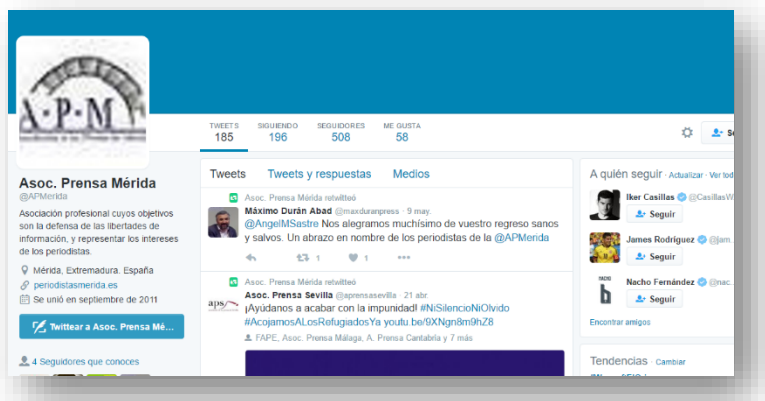 A·P·M
TWEETS SIGUIENDO SEGUIDORES ME GUSTA
185 196 508 58
Asoc. Prensa Mérida
@APMerida
Asociación profesional cuyos objetivos
son la defensa de las libertades de
información, y representar los intereses
de los periodistas.
Mérida, Extremadura. España
periodistasmerida.es
Se unió en septiembre de 2011
Twittear a Asoc. Prensa Mé...
4 Seguidores que conoces
Tweets Tweets y respuestas Medios
Asoc. Prensa Mérida retwitteó
Máximo Durán Abad @maxduranpress · 9 may.
@AngelMSastre Nos alegramos muchísimo de vuestro regreso sanos
y salvos. Un abrazo en nombre de los periodistas de la @APMerida
1 1
Asoc. Prensa Mérida retwitteó
aps
Asoc. Prensa Sevilla @aprensasevilla · 21 abr.
¡Ayúdanos a acabar con la impunidad! #NiSilencioNiOlvido
#AcojamosALosRefugiadosYa youtu.be/9XNgn8m9hZ8
FAPE, Asoc. Prensa Málaga, A. Prensa Cantabria y 7 más
A quién seguir · Actualizar · Ver tod
Iker Casillas @CasillasW
Seguir
James Rodríguez @jam.
Seguir
NACHO
Nacho Fernández @nac.
Seguir
Encontrar amigos
Tendencias · Cambiar